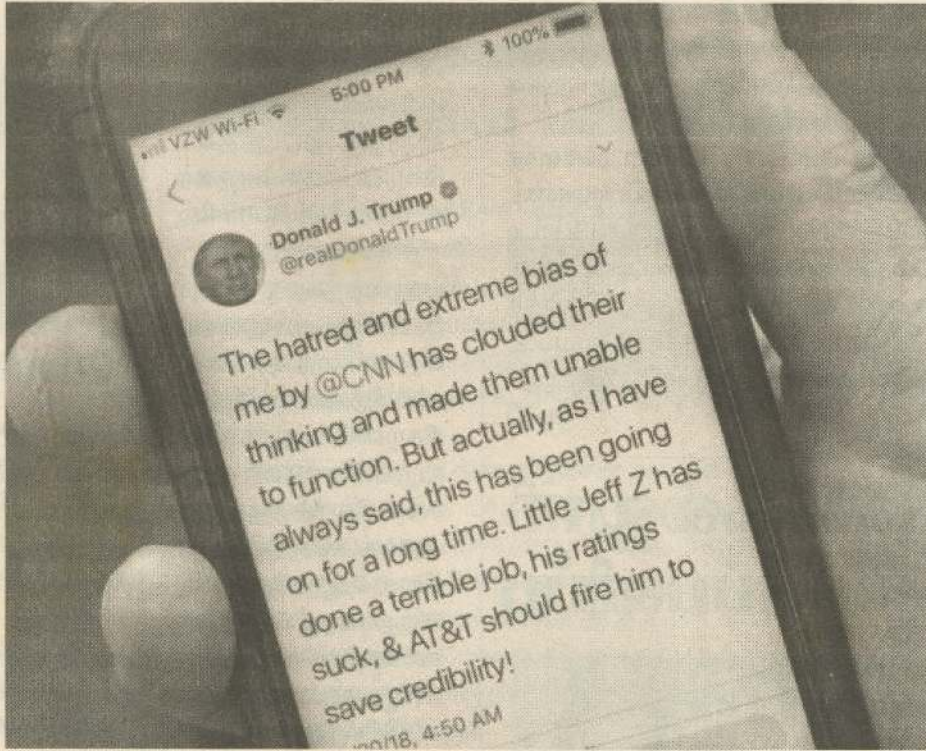 VZW Wi-Fi 5:00 PM 100%
Tweet
Donald J. Trump
@realDonaldTrump
The hatred and extreme bias of
me by @CNN has clouded their
thinking and made them unable
to function. But actually, as I have
always said, this has been going
on for a long time. Little Jeff Z has
done a terrible job, his ratings
suck, & AT&T should fire him to
save credibility!
4:50 AM